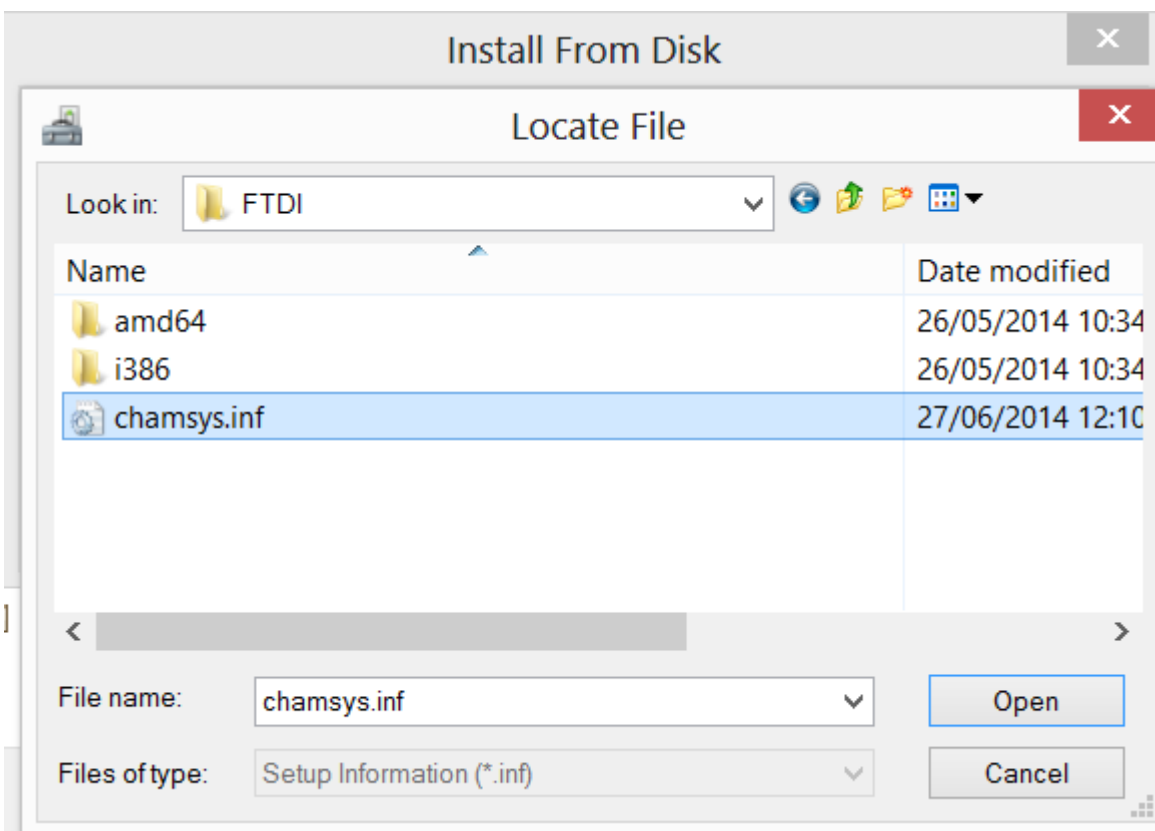 Install From Disk
Locate File
Look in: FTDI
Name Date modified
amd64 26/05/2014 10:34
i386 26/05/2014 10:34
chamsys.inf 27/06/2014 12:10
File name: chamsys.inf Open
Files of type: Setup Information (*.inf) Cancel